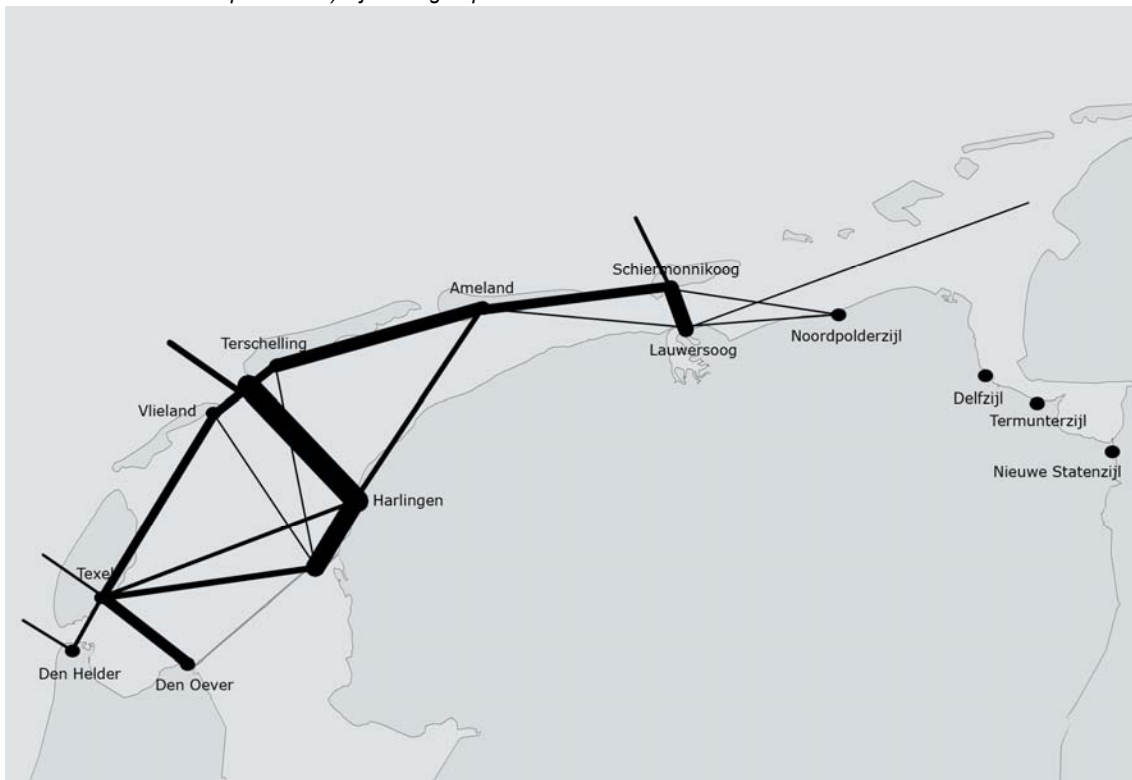 Schiermonnikoog
Ameland
Noordpolderzijl
Terschelling
Lauwersoog
Delfzijl
Vlieland
Termunterzijl
Nieuwe Statenzijl
Harlingen
Texel
Den Helder
Den Oever